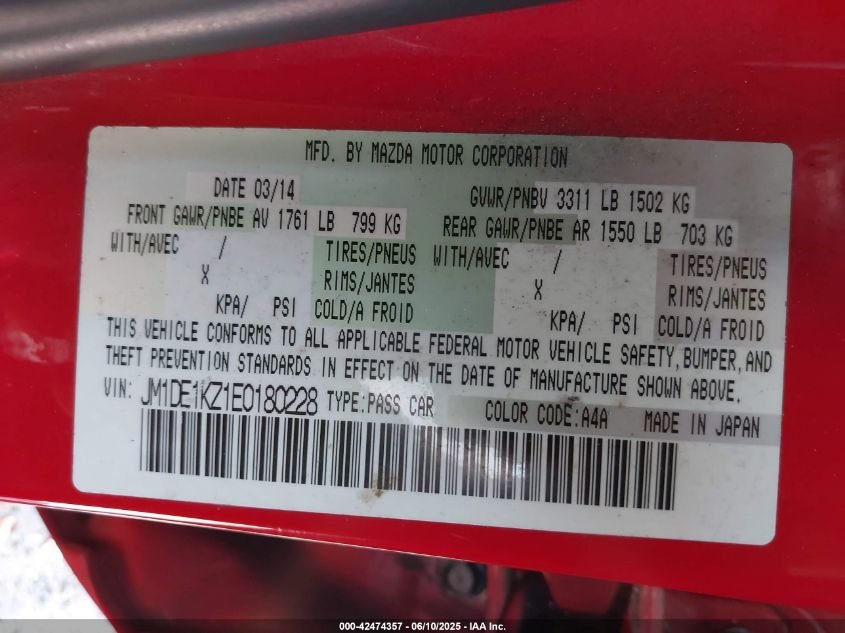 MFD. BY MAZDA MOTOR CORPORATION
DATE 03/14 GVWR/PNBV 3311 LB 1502 KG
FRONT GAWR/PNBE AV 1761 LB 799 KG REAR GAWR/PNBE AR 1550 LB 703 KG
WITH/AVEC / TIRES/PNEUS WITH/AVEC / TIRES/PNEUS
X RIMS/JANTES X RIMS/JANTES
KPA/ PSI COLD/A FROID KPA/ PSI COLD/A FROID
THIS VEHICLE CONFORMS TO ALL APPLICABLE FEDERAL MOTOR VEHICLE SAFETY, BUMPER, AND
THEFT PREVENTION STANDARDS IN EFFECT ON THE DATE OF MANUFACTURE SHOWN ABOVE.
VIN: JM1DE1KZ1E0180228 TYPE:PASS CAR COLOR CODE:A4A MADE IN JAPAN
000-42474357 - 06/10/2025 - IAA Inc.